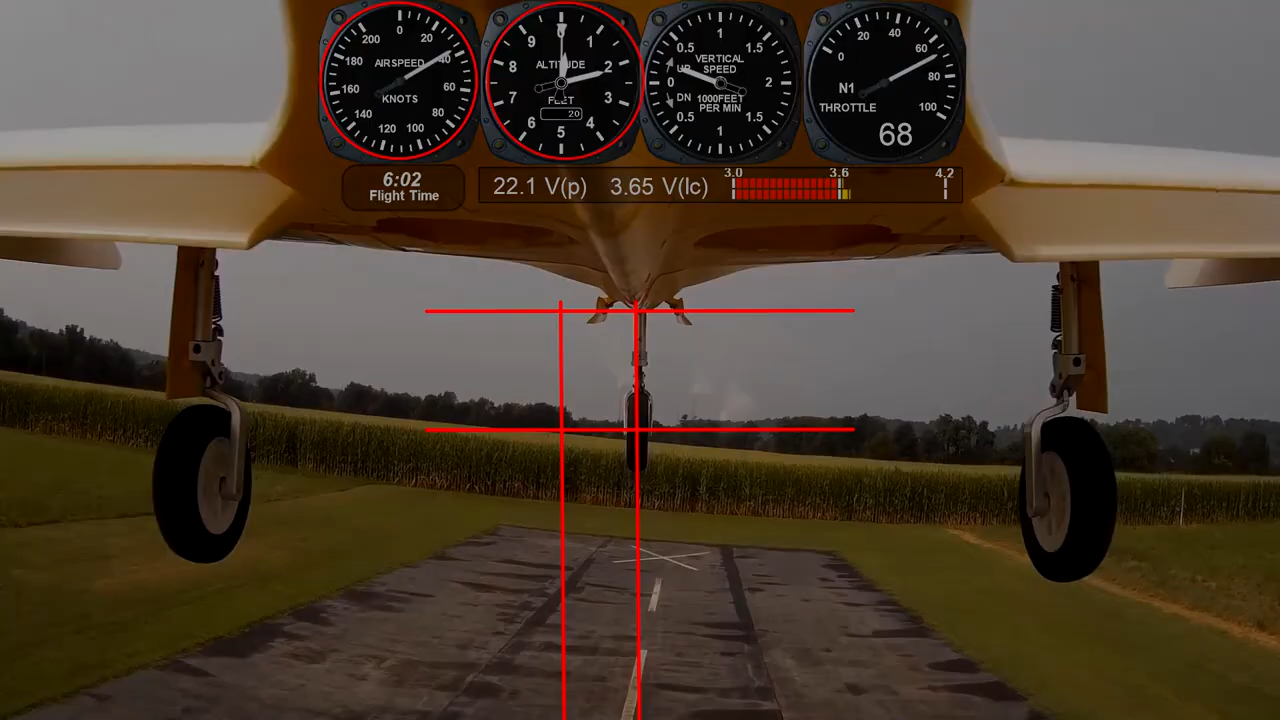 0
20
40
60
80
100
120
140
160
180
200
AIRSPEED
KNOTS
0
1
2
3
4
5
6
7
8
9
ALTITUDE
FEET
20
1
0.5
1.5
VERTICAL
SPEED
UP
0
2
DN
1000FEET
PER MIN
0.5
1.5
1
0
20
40
60
80
100
N1
THROTTLE
68
6:02
Flight Time
22.1 V(p)
3.65 V(lc)
3.0
3.6
4.2